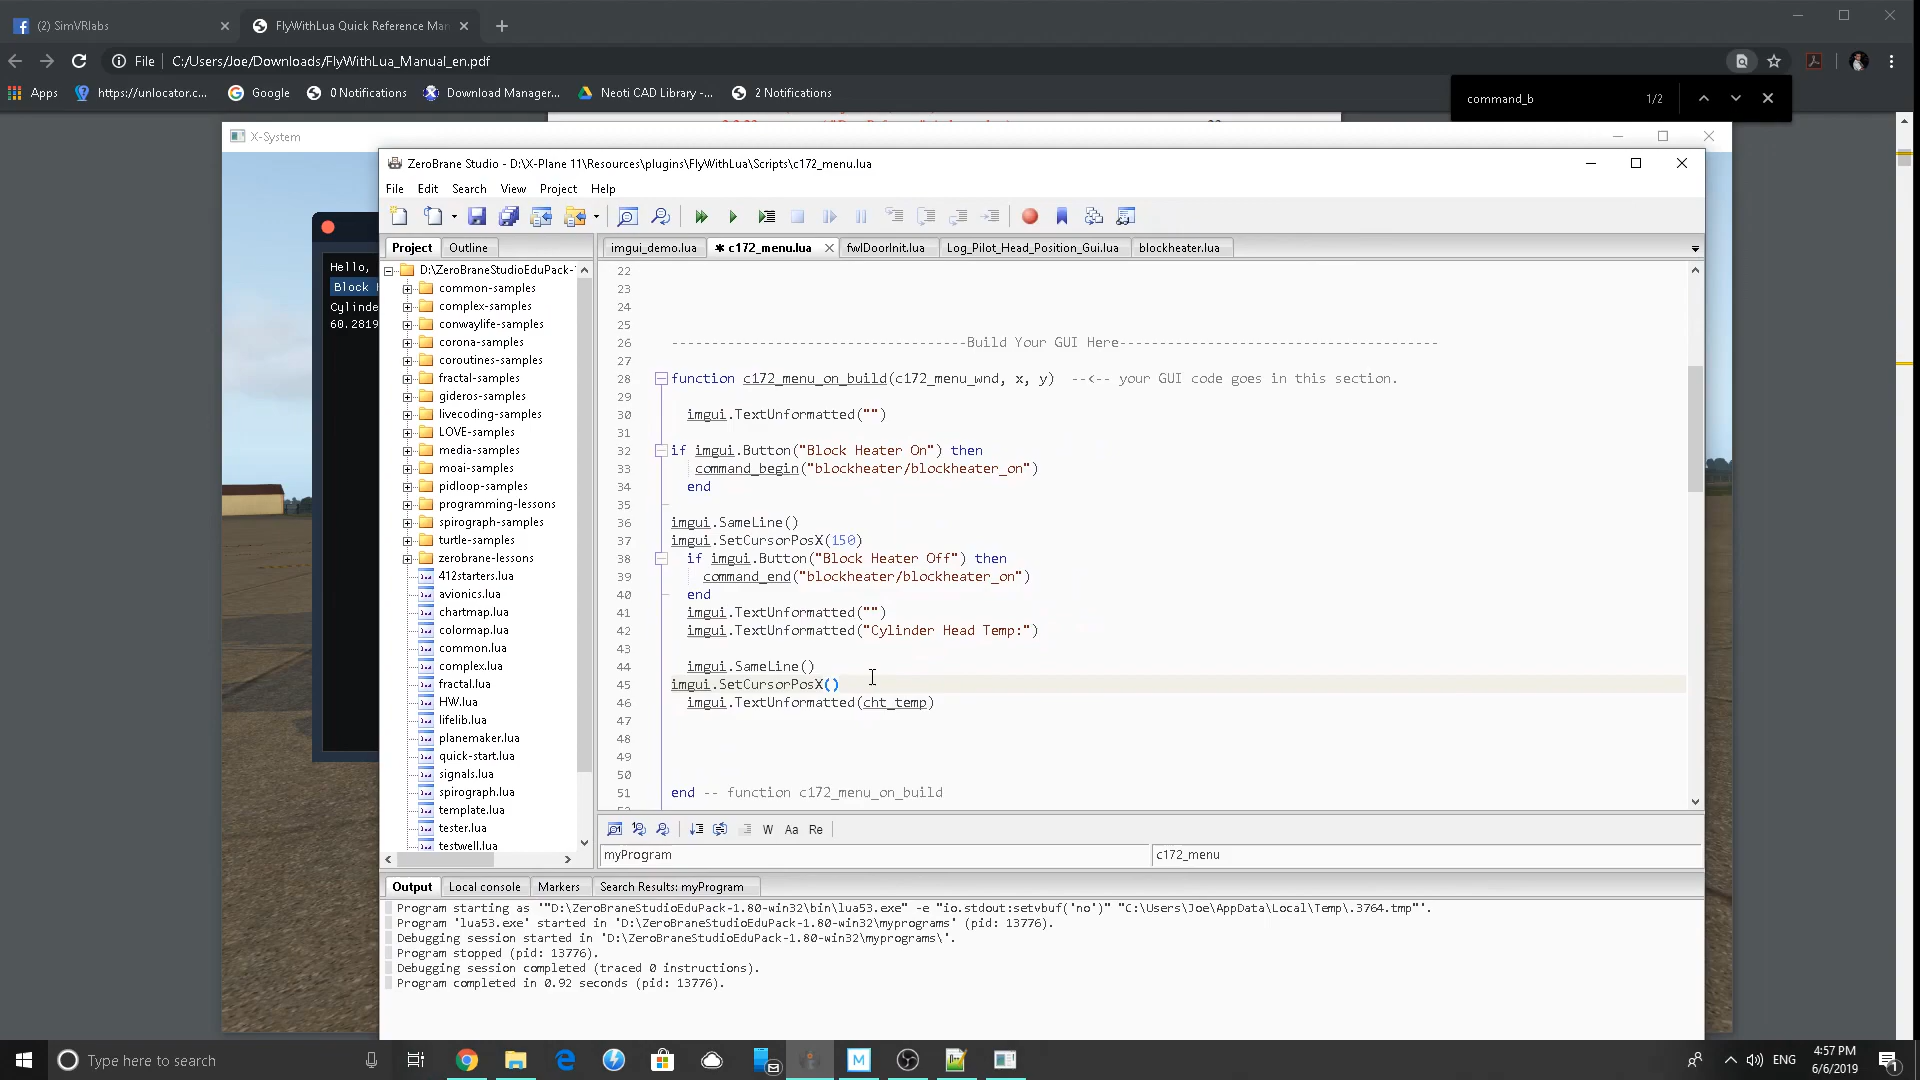 (2) SimVRlabs
FlyWithLua Quick Reference Man
File
C:/Users/Joe/Downloads/FlyWithLua_Manual_en.pdf
Apps
https://unlocator.c...
Google
0 Notifications
Download Manager...
Neoti CAD Library -...
2 Notifications
command_b
1/2
X-System
ZeroBrane Studio - D:\X-Plane 11\Resources\plugins\FlyWithLua\Scripts\c172_menu.lua
File Edit Search View Project Help
Project
Outline
imgui_demo.lua
* c172_menu.lua
fwlDoorInit.lua
Log_Pilot_Head_Position_Gui.lua
blockheater.lua
Hello,
Block
Cylinde
60.2819
D:\ZeroBraneStudioEduPack-
common-samples
complex-samples
conwaylife-samples
corona-samples
coroutines-samples
fractal-samples
gideros-samples
livecoding-samples
LOVE-samples
media-samples
moai-samples
pidloop-samples
programming-lessons
spirograph-samples
turtle-samples
zerobrane-lessons
412starters.lua
avionics.lua
chartmap.lua
colormap.lua
common.lua
complex.lua
fractal.lua
HW.lua
lifelib.lua
planemaker.lua
quick-start.lua
signals.lua
spirograph.lua
template.lua
tester.lua
testwell.lua
22
23
24
25
26 -------------------------------------Build Your GUI Here----------------------------------------
27
28 function c172_menu_on_build(c172_menu_wnd, x, y)  --<-- your GUI code goes in this section.
29
30 imgui.TextUnformatted("")
31
32 if imgui.Button("Block Heater On") then
33 command_begin("blockheater/blockheater_on")
34 end
35
36 imgui.SameLine()
37 imgui.SetCursorPosX(150)
38 if imgui.Button("Block Heater Off") then
39 command_end("blockheater/blockheater_on")
40 end
41 imgui.TextUnformatted("")
42 imgui.TextUnformatted("Cylinder Head Temp:")
43
44 imgui.SameLine()
45 imgui.SetCursorPosX()
46 imgui.TextUnformatted(cht_temp)
47
48
49
50
51 end -- function c172_menu_on_build
W Aa Re
myProgram
c172_menu
Output
Local console
Markers
Search Results: myProgram
Program starting as '"D:\ZeroBraneStudioEduPack-1.80-win32\bin\lua53.exe" -e "io.stdout:setvbuf('no')" "C:\Users\Joe\AppData\Local\Temp\.3764.tmp"'.
Program 'lua53.exe' started in 'D:\ZeroBraneStudioEduPack-1.80-win32\myprograms' (pid: 13776).
Debugging session started in 'D:\ZeroBraneStudioEduPack-1.80-win32\myprograms\'.
Program stopped (pid: 13776).
Debugging session completed (traced 0 instructions).
Program completed in 0.92 seconds (pid: 13776).
Type here to search
ENG
4:57 PM
6/6/2019